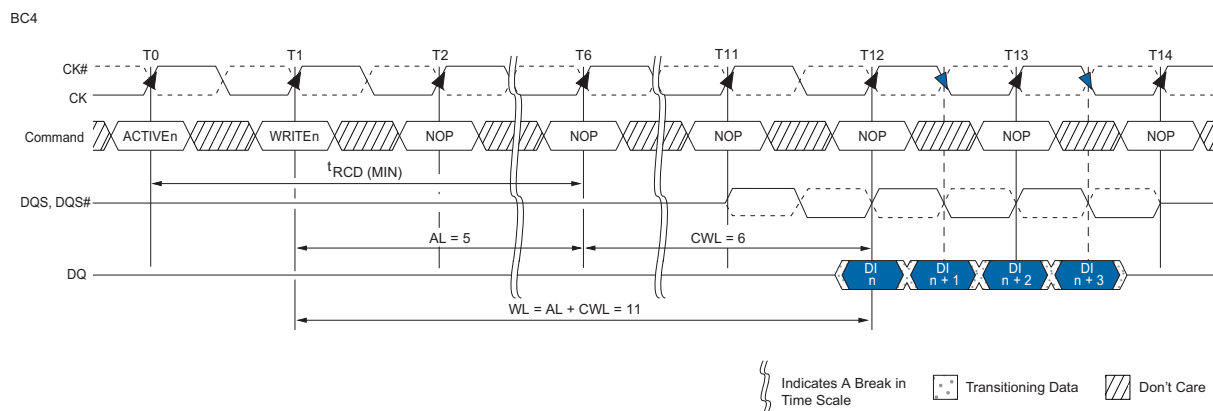 BC4
T0 T1 T2 T6 T11 T12 T13 T14
CK#
CK
Command ACTIVEn WRITEn NOP NOP NOP NOP NOP NOP
tRCD (MIN)
DQS, DQS#
AL = 5 CWL = 6
DQ DI n DI n + 1 DI n + 2 DI n + 3
WL = AL + CWL = 11
Indicates A Break in
Time Scale
Transitioning Data
Don't Care